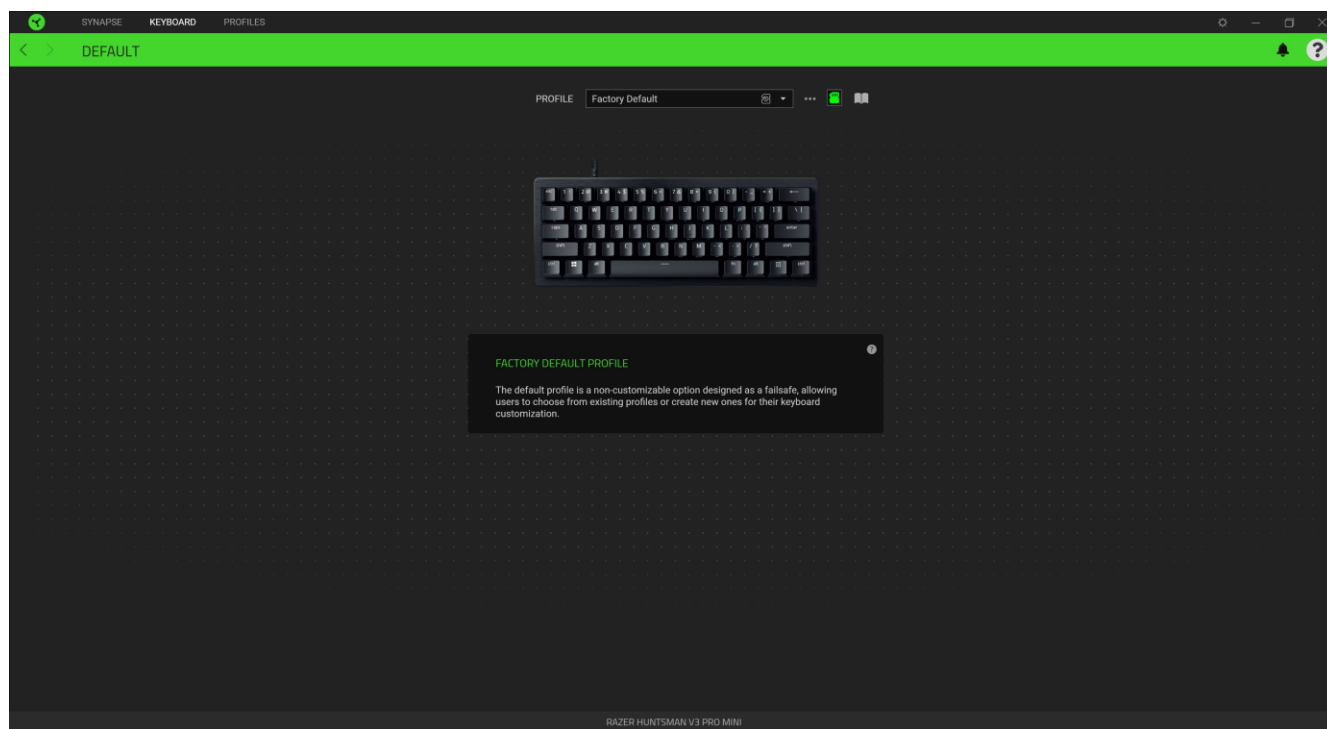 SYNAPSE KEYBOARD PROFILES
DEFAULT
?
PROFILE Factory Default
?
FACTORY DEFAULT PROFILE
The default profile is a non-customizable option designed as a failsafe, allowing
users to choose from existing profiles or create new ones for their keyboard
customization.
RAZER HUNTSMAN V3 PRO MINI